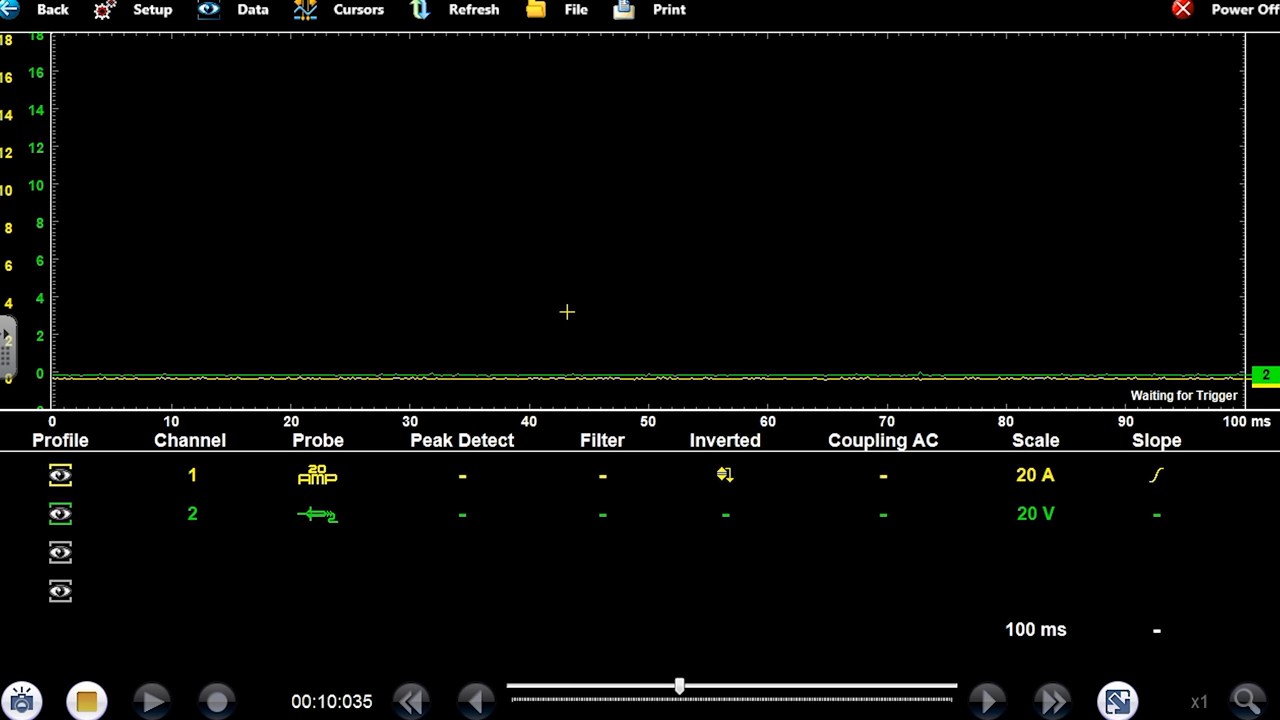 Back Setup Data Cursors Refresh File Print Power Off
18 18
16 16
14 14
12 12
10 10
8 8
6 6
4 4
2 2
0 0
Waiting for Trigger
2
0 10 20 30 40 50 60 70 80 90 100 ms
Profile Channel Probe Peak Detect Filter Inverted Coupling AC Scale Slope
1 20 AMP - - - 20 A
2 2 - - - - 20 V -
100 ms -
00:10:035 x1